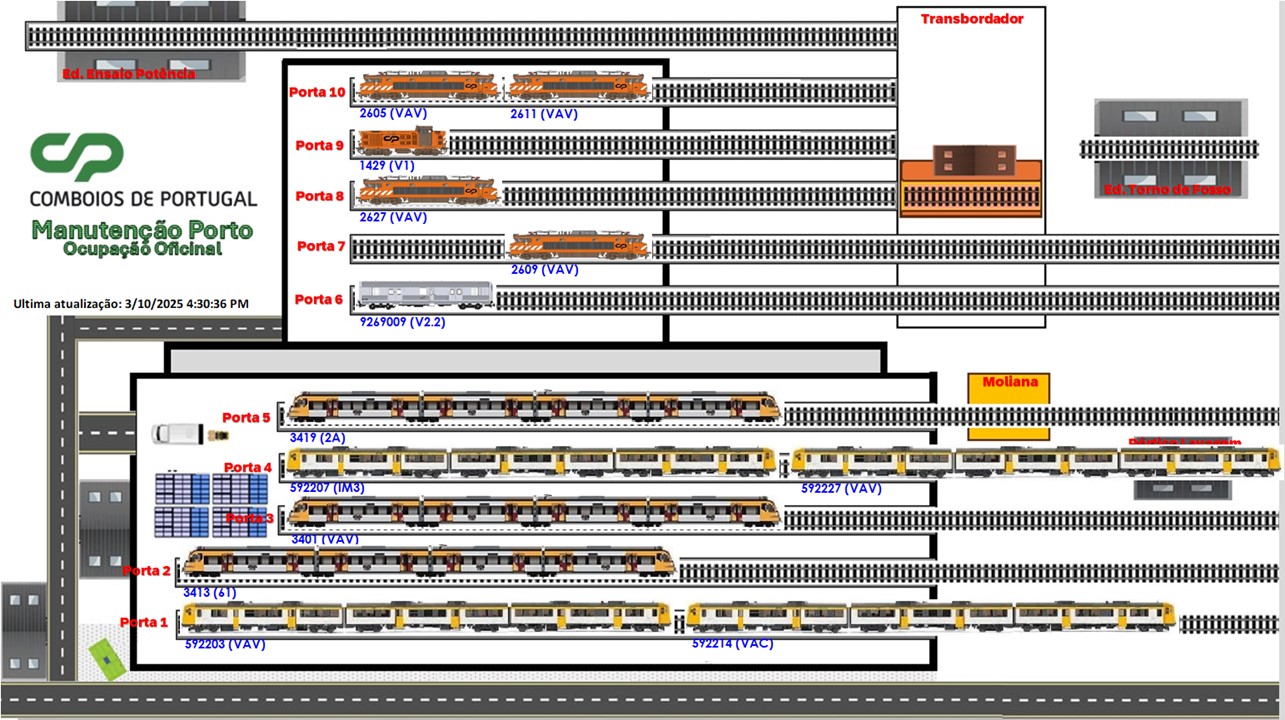 Transbordador
Ed. Ensaio Potência
Porta 10
2605 (VAV)
2611 (VAV)
Porta 9
1429 (V1)
COMBOIOS DE PORTUGAL
Manutenção Porto
Ocupação Oficinal
Porta 8
2627 (VAV)
Ed. Torno de Fosso
Porta 7
2609 (VAV)
Ultima atualização: 3/10/2025 4:30:36 PM
Porta 6
9269009 (V2.2)
Moliana
Porta 5
3419 (2A)
Porta 4
592207 (IM3)
592227 (VAV)
Porta 3
3401 (VAV)
Porta 2
3413 (61)
Porta 1
592203 (VAV)
592214 (VAC)